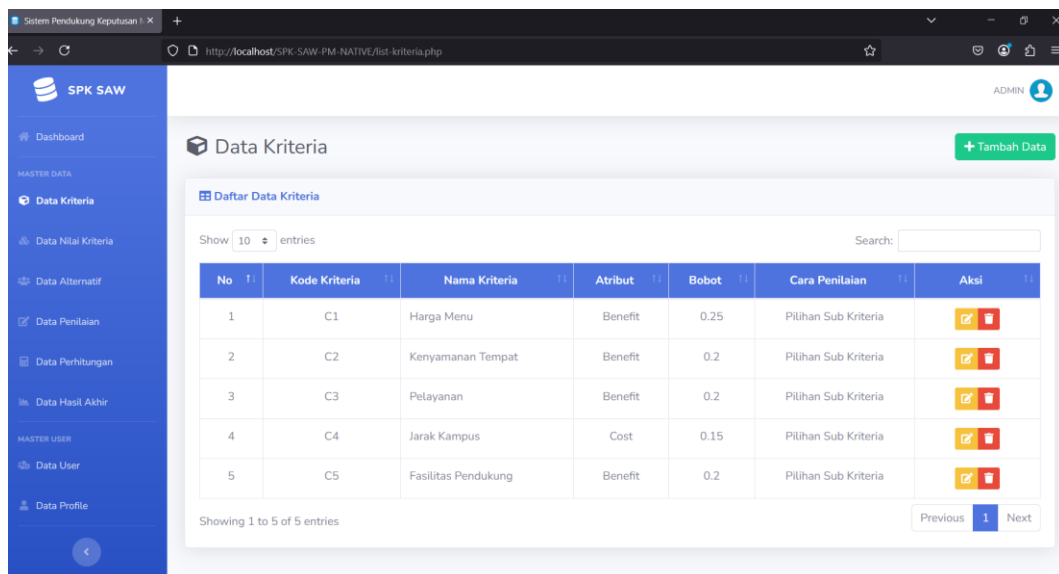 Sistem Pendukung Keputusan
http://localhost/SPK-SAW-PM-NATIVE/list-kriteria.php
SPK SAW
ADMIN
Dashboard
MASTER DATA
Data Kriteria
Data Nilai Kriteria
Data Alternatif
Data Penilaian
Data Perhitungan
Data Hasil Akhir
MASTER USER
Data User
Data Profile
Data Kriteria
+ Tambah Data
Daftar Data Kriteria
Show 10 entries
Search:
No Kode Kriteria Nama Kriteria Atribut Bobot Cara Penilaian Aksi
1 C1 Harga Menu Benefit 0.25 Pilihan Sub Kriteria
2 C2 Kenyamanan Tempat Benefit 0.2 Pilihan Sub Kriteria
3 C3 Pelayanan Benefit 0.2 Pilihan Sub Kriteria
4 C4 Jarak Kampus Cost 0.15 Pilihan Sub Kriteria
5 C5 Fasilitas Pendukung Benefit 0.2 Pilihan Sub Kriteria
Showing 1 to 5 of 5 entries
Previous 1 Next